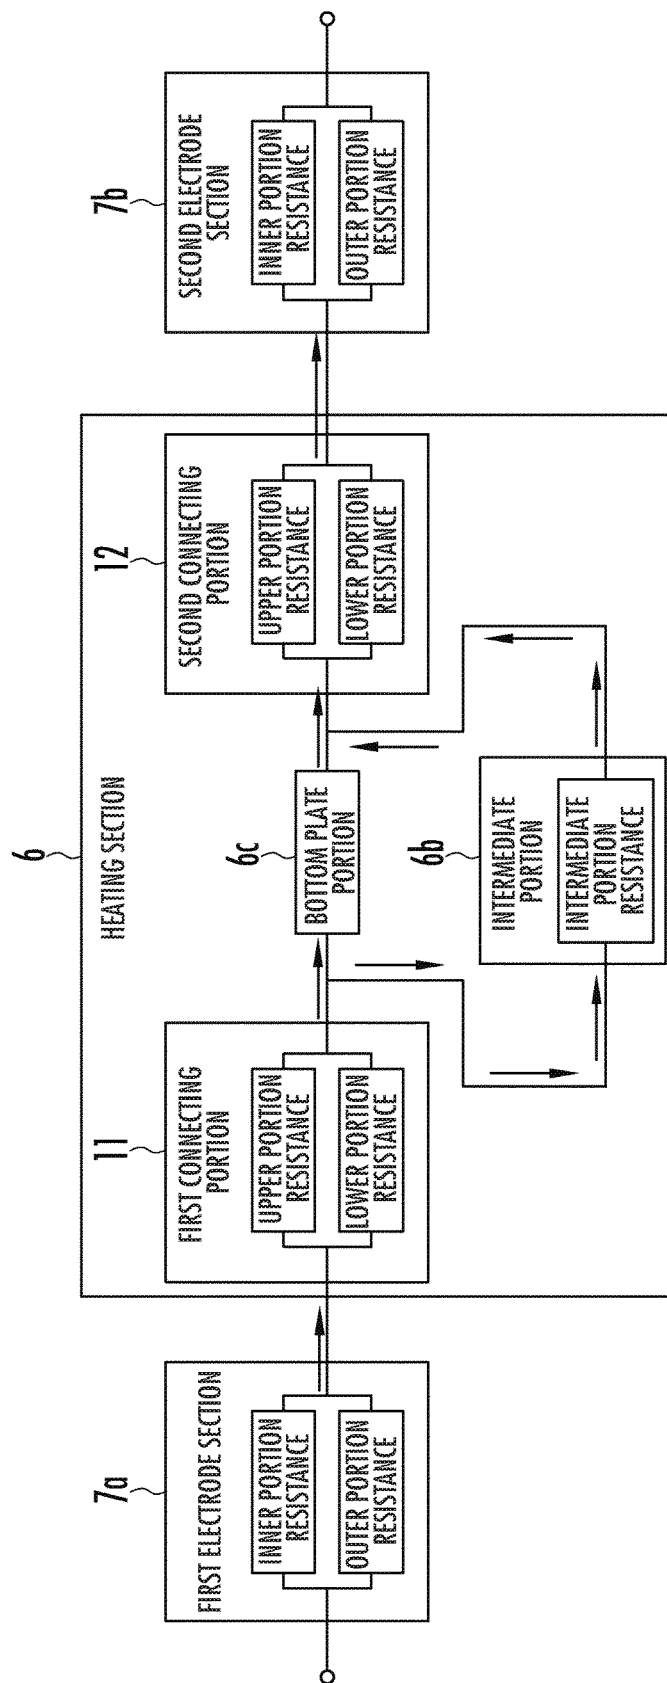 7a
FIRST ELECTRODE SECTION
INNER PORTION
RESISTANCE
OUTER PORTION
RESISTANCE
6
HEATING SECTION
11
FIRST CONNECTING
PORTION
UPPER PORTION
RESISTANCE
LOWER PORTION
RESISTANCE
6c
BOTTOM PLATE
PORTION
6b
INTERMEDIATE
PORTION
INTERMEDIATE
PORTION
RESISTANCE
12
SECOND CONNECTING
PORTION
UPPER PORTION
RESISTANCE
LOWER PORTION
RESISTANCE
7b
SECOND ELECTRODE
SECTION
INNER PORTION
RESISTANCE
OUTER PORTION
RESISTANCE